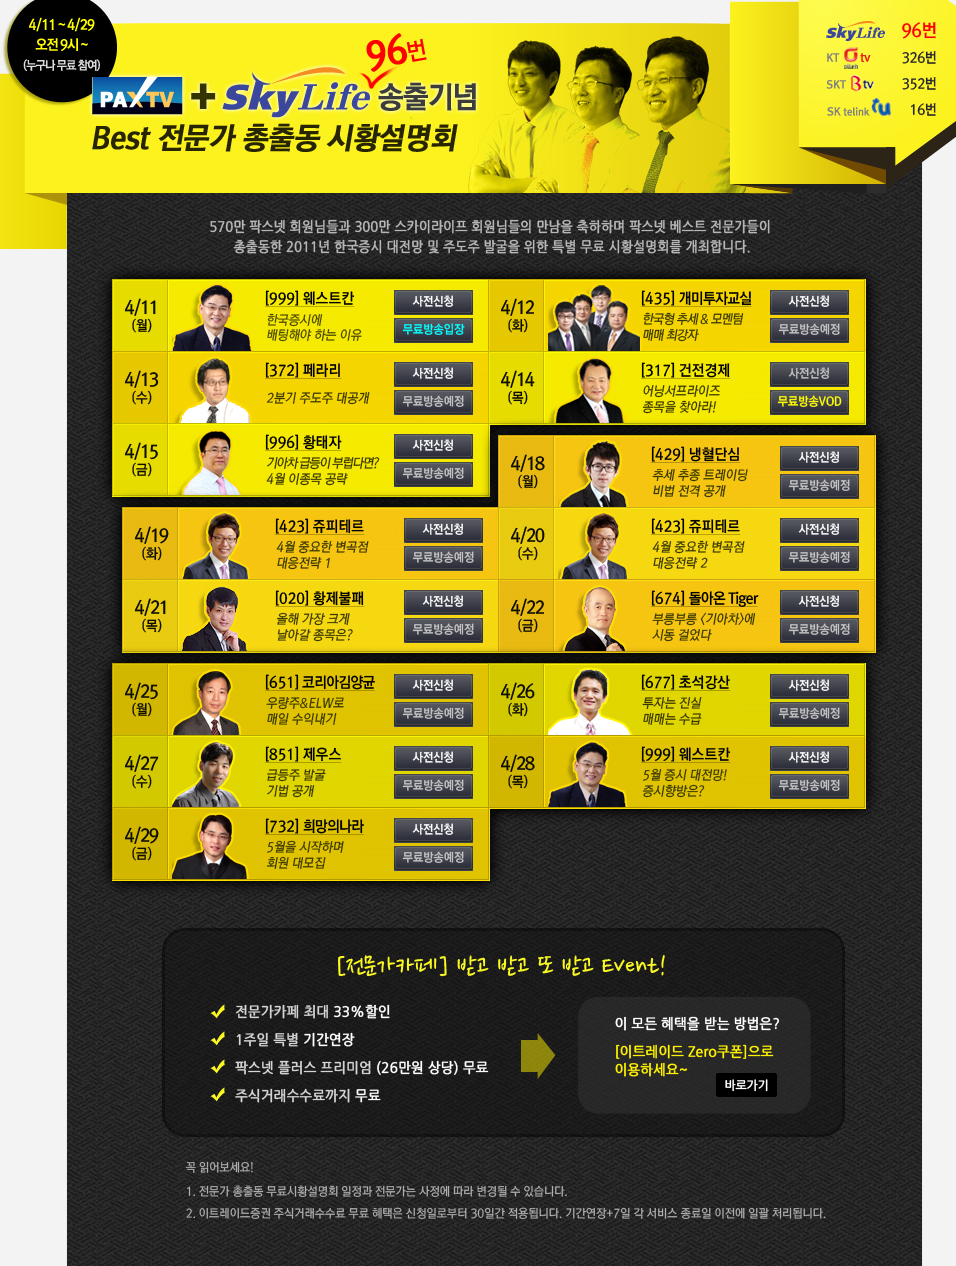 4/11 ~ 4/29
오전 9시 ~
(누구나 무료 참여)
SkyLife 96번
KT tv 326번
SKT B tv 352번
SK telink tu 16번
PAXTV + SkyLife 96번 송출기념
Best 전문가 총출동 시황설명회
570만 팍스넷 회원님들과 300만 스카이라이프 회원님들의 만남을 축하하며 팍스넷 베스트 전문가들이
총출동한 2011년 한국증시 대전망 및 주도주 발굴을 위한 특별 무료 시황설명회를 개최합니다.
4/11
(월)
[999] 웨스트칸
한국증시에
배팅해야 하는 이유
사전신청
무료방송입장
4/12
(화)
[435] 개미투자교실
한국형 추세 & 모멘텀
매매 최강자
사전신청
무료방송예정
4/13
(수)
[372] 페라리
2분기 주도주 대공개
사전신청
무료방송예정
4/14
(목)
[317] 건전경제
어닝서프라이즈
종목을 찾아라!
사전신청
무료방송VOD
4/15
(금)
[996] 황태자
기아차 급등이 부럽다면?
4월 이종목 공략
사전신청
무료방송예정
4/18
(월)
[429] 냉혈단심
추세 추종 트레이딩
비법 전격 공개
사전신청
무료방송예정
4/19
(화)
[423] 쥬피테르
4월 중요한 변곡점
대응전략 1
사전신청
무료방송예정
4/20
(수)
[423] 쥬피테르
4월 중요한 변곡점
대응전략 2
사전신청
무료방송예정
4/21
(목)
[020] 황제불패
올해 가장 크게
날아갈 종목은?
사전신청
무료방송예정
4/22
(금)
[674] 돌아온 Tiger
부릉부릉 <기아차>에
시동 걸었다
사전신청
무료방송예정
4/25
(월)
[651] 코리아김양균
우량주&ELW로
매일 수익내기
사전신청
무료방송예정
4/26
(화)
[677] 초석강산
투자는 진실
매매는 수급
사전신청
무료방송예정
4/27
(수)
[851] 제우스
급등주 발굴
기법 공개
사전신청
무료방송예정
4/28
(목)
[999] 웨스트칸
5월 증시 대전망!
증시향방은?
사전신청
무료방송예정
4/29
(금)
[732] 희망의나라
5월을 시작하며
회원 대모집
사전신청
무료방송예정
[전문가카페] 받고 받고 또 받고 Event!
전문가카페 최대 33%할인
1주일 특별 기간연장
팍스넷 플러스 프리미엄 (26만원 상당) 무료
주식거래수수료까지 무료
이 모든 혜택을 받는 방법은?
[이트레이드 Zero쿠폰]으로
이용하세요~
바로가기
꼭 읽어보세요!
1. 전문가 총출동 무료시황설명회 일정과 전문가는 사정에 따라 변경될 수 있습니다.
2. 이트레이드증권 주식거래수수료 무료 혜택은 신청일로부터 30일간 적용됩니다. 기간연장+7일 각 서비스 종료일 이전에 일괄 처리됩니다.